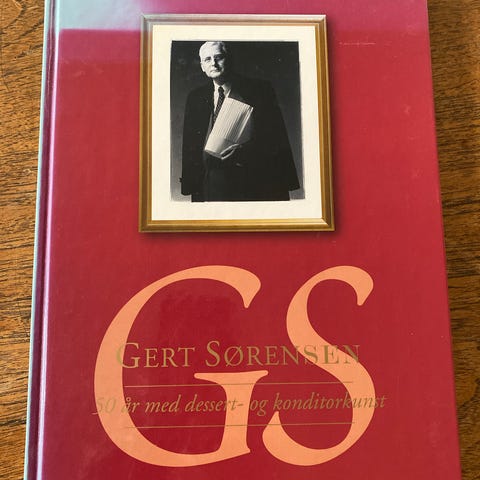 GS
GERT SØRENSEN
50 år med dessert- og konditorkunst